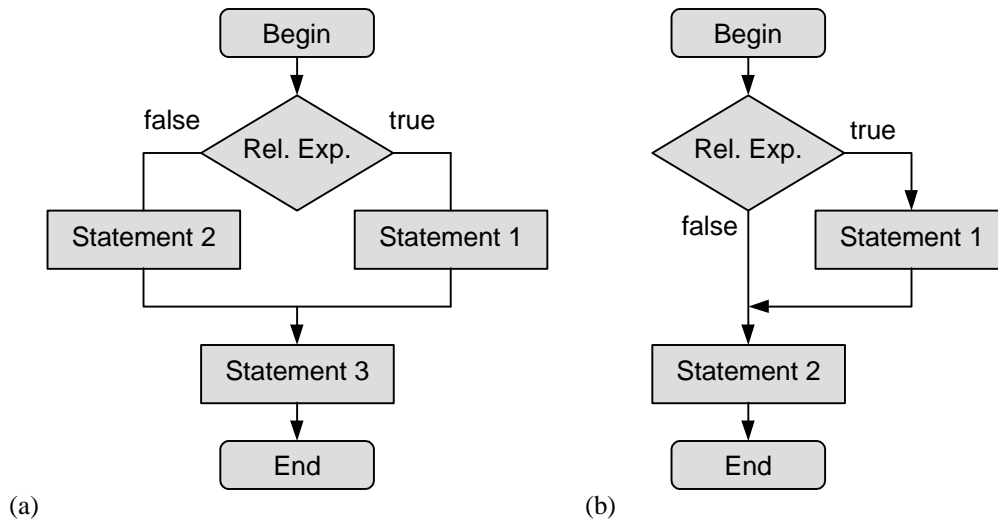 Begin
false
true
Rel. Exp.
Statement 2
Statement 1
Statement 3
End
(a)
Begin
true
Rel. Exp.
false
Statement 1
Statement 2
End
(b)